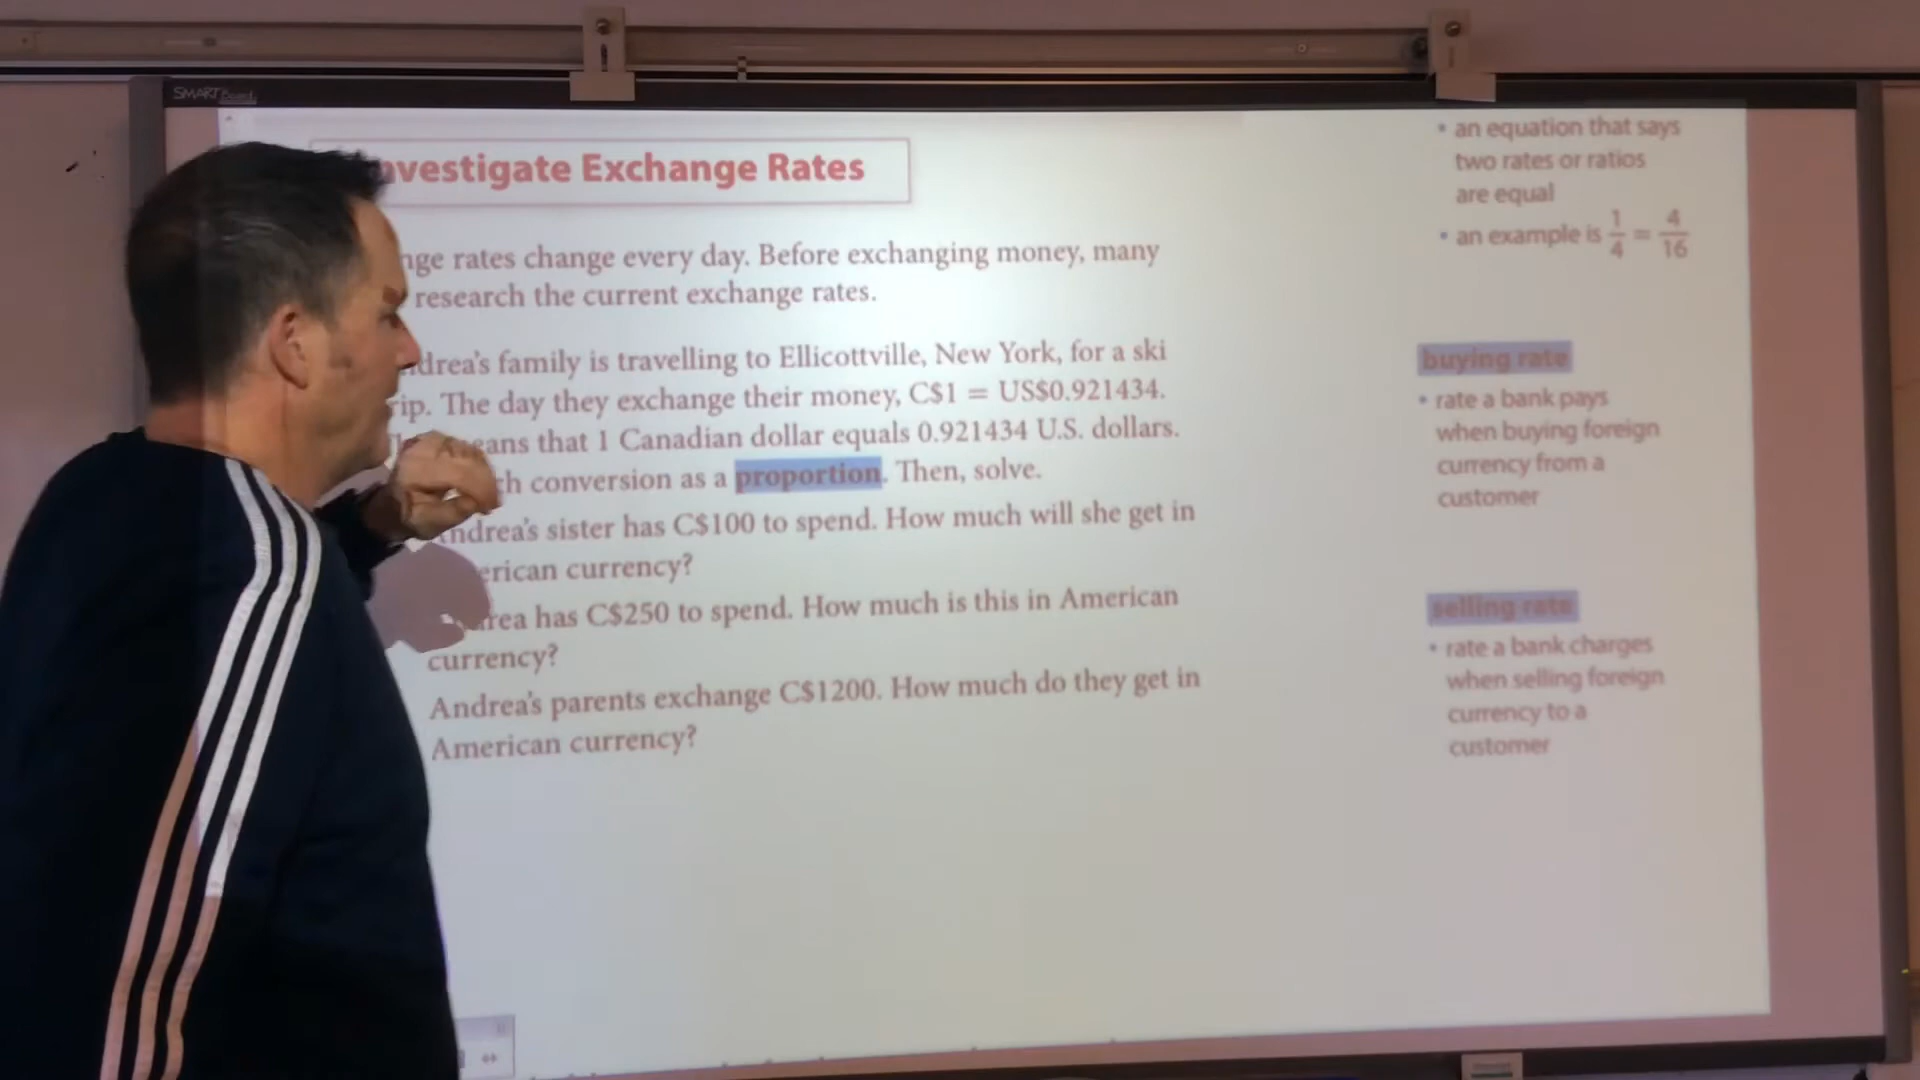 SMART Board
nvestigate Exchange Rates
nge rates change every day. Before exchanging money, many
research the current exchange rates.
drea's family is travelling to Ellicottville, New York, for a ski
rip. The day they exchange their money, C$1 = US$0.921434.
eans that 1 Canadian dollar equals 0.921434 U.S. dollars.
ch conversion as a proportion. Then, solve.
ndrea's sister has C$100 to spend. How much will she get in
erican currency?
rea has C$250 to spend. How much is this in American
currency?
Andrea's parents exchange C$1200. How much do they get in
American currency?
• an equation that says
two rates or ratios
are equal
• an example is 1/4 = 4/16
buying rate
• rate a bank pays
when buying foreign
currency from a
customer
selling rate
• rate a bank charges
when selling foreign
currency to a
customer